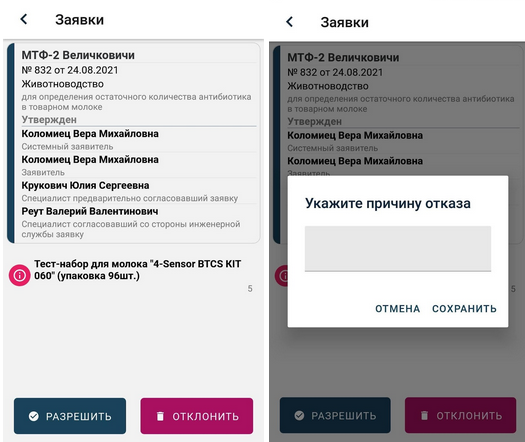 Заявки
МТФ-2 Величковичи
№ 832 от 24.08.2021
Животноводство
для определения остаточного количества антибиотика
в товарном молоке
Утвержден
Коломиец Вера Михайловна
Системный заявитель
Коломиец Вера Михайловна
Заявитель
Крукович Юлия Сергеевна
Специалист предварительно согласовавший заявку
Реут Валерий Валентинович
Специалист согласовавший со стороны инженерной
службы заявку
Тест-набор для молока "4-Sensor BTCS KIT
060" (упаковка 96шт.)
5
РАЗРЕШИТЬ
ОТКЛОНИТЬ
Заявки
МТФ-2 Величковичи
№ 832 от 24.08.2021
Животноводство
для определения остаточного количества антибиотика
в товарном молоке
Утвержден
Коломиец Вера Михайловна
Системный заявитель
Коломиец Вера Михайловна
Укажите причину отказа
ОТМЕНА
СОХРАНИТЬ
5
РАЗРЕШИТЬ
ОТКЛОНИТЬ